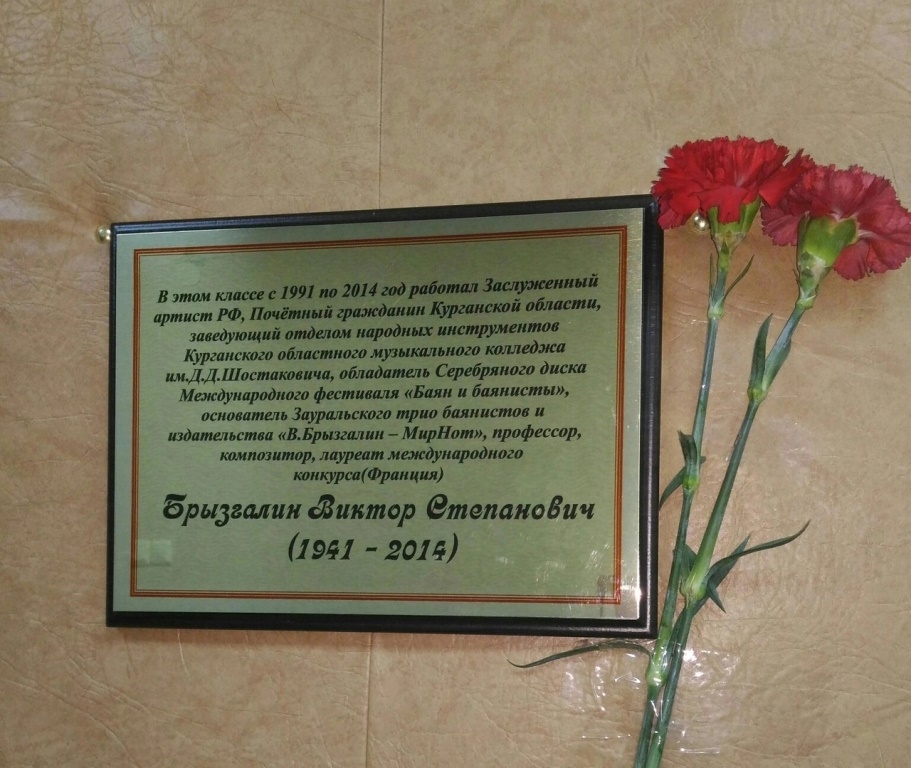 В этом классе с 1991 по 2014 год работал Заслуженный
артист РФ, Почётный гражданин Курганской области,
заведующий отделом народных инструментов
Курганского областного музыкального колледжа
им.Д.Д.Шостаковича, обладатель Серебряного диска
Международного фестиваля «Баян и баянисты»,
основатель Зауральского трио баянистов и
издательства «В.Брызгалин – МирНот», профессор,
композитор, лауреат международного
конкурса(Франция)
Брызгалин Виктор Степанович
(1941 - 2014)